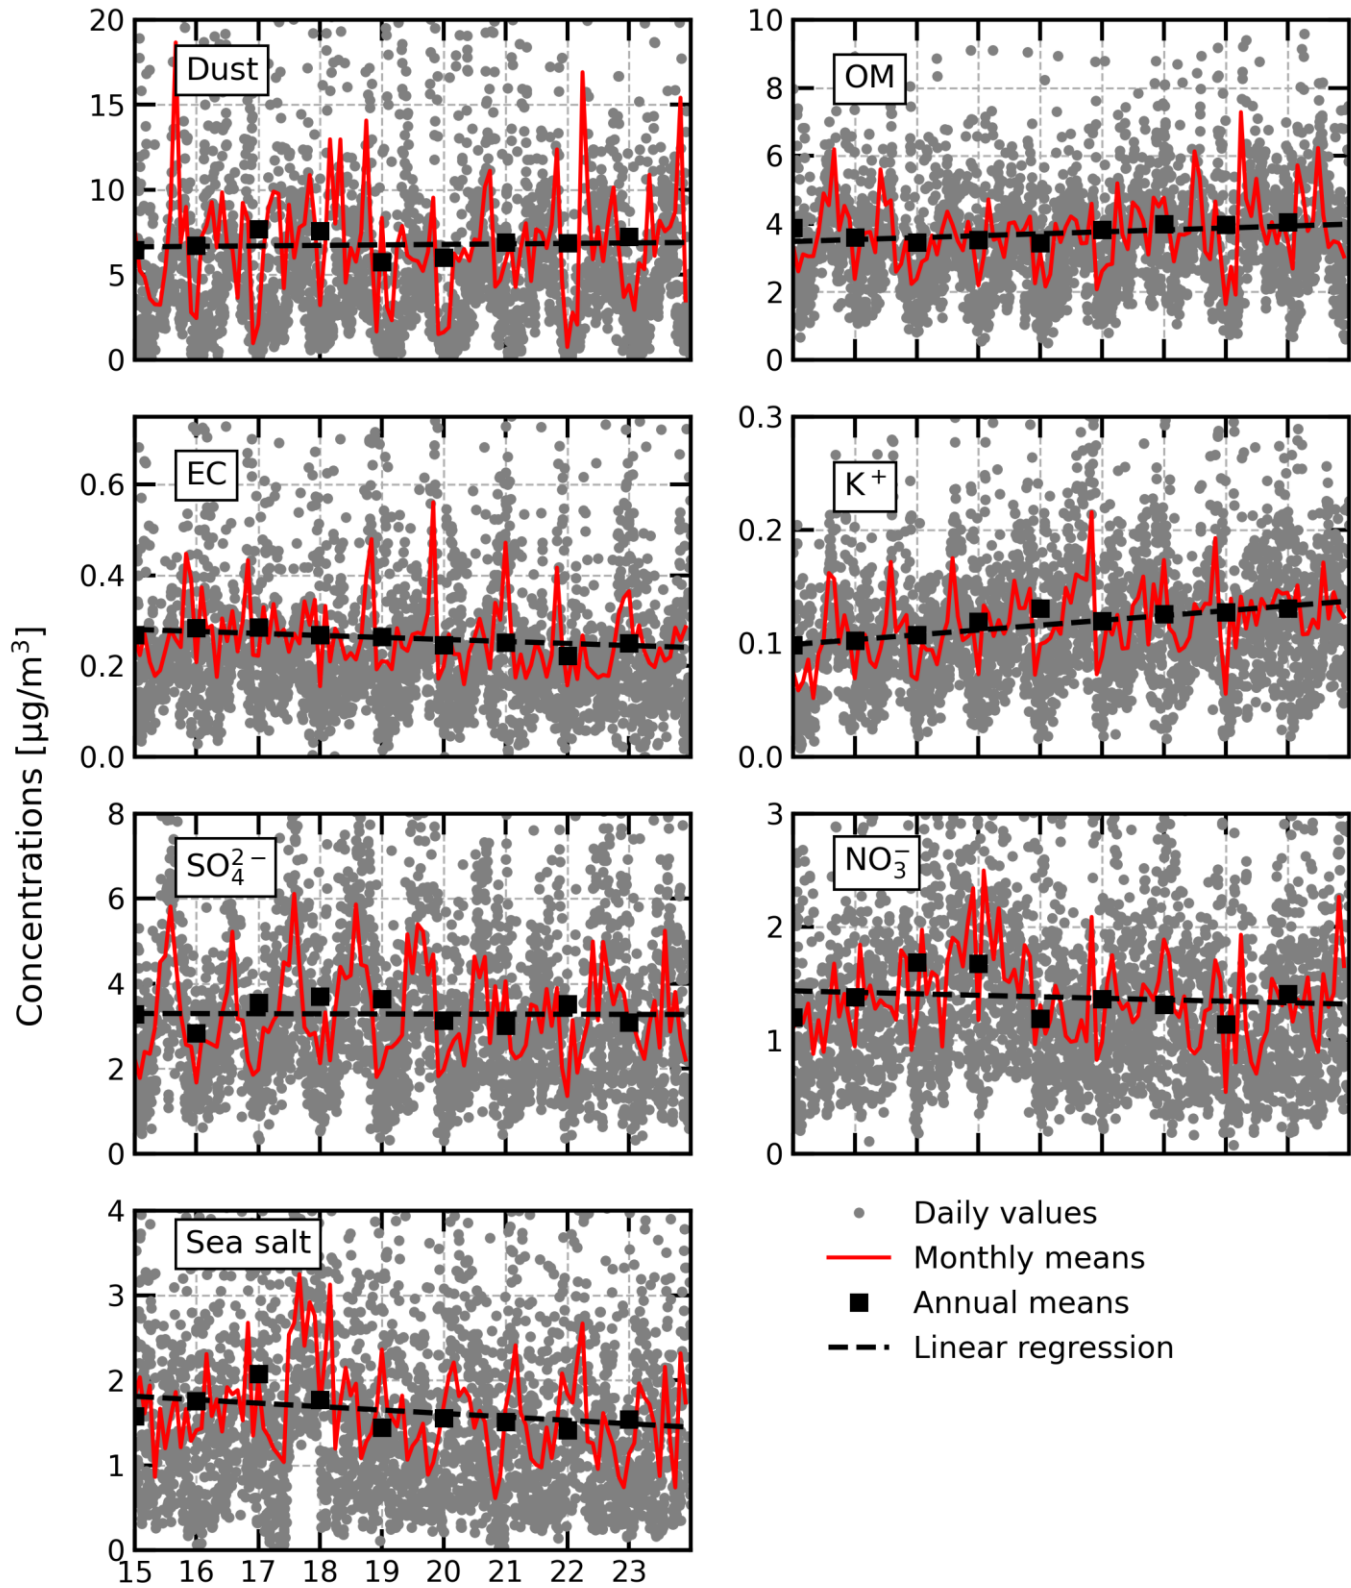 Concentrations [µg/m³]
20
15
10
5
0
Dust
10
8
6
4
2
0
OM
0.6
0.4
0.2
0.0
EC
0.3
0.2
0.1
0.0
K⁺
8
6
4
2
0
SO₄²⁻
3
2
1
0
NO₃⁻
4
3
2
1
0
Sea salt
15 16 17 18 19 20 21 22 23
Daily values
Monthly means
Annual means
Linear regression